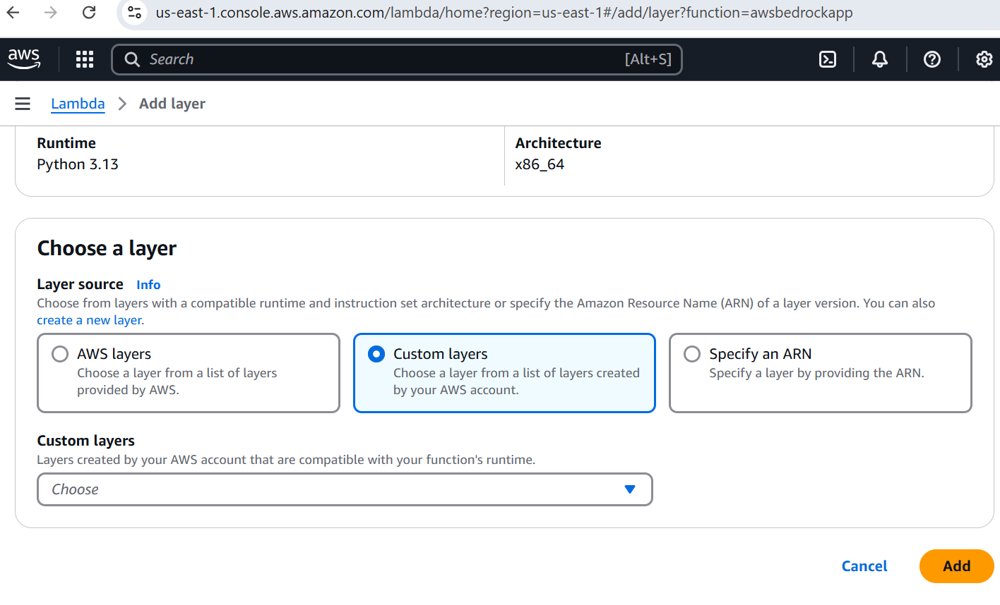 us-east-1.console.aws.amazon.com/lambda/home?region=us-east-1#/add/layer?function=awsbedrockapp
aws
Search
[Alt+S]
Lambda > Add layer
Runtime
Python 3.13
Architecture
x86_64
Choose a layer
Layer source Info
Choose from layers with a compatible runtime and instruction set architecture or specify the Amazon Resource Name (ARN) of a layer version. You can also
create a new layer.
AWS layers
Choose a layer from a list of layers
provided by AWS.
Custom layers
Choose a layer from a list of layers created
by your AWS account.
Specify an ARN
Specify a layer by providing the ARN.
Custom layers
Layers created by your AWS account that are compatible with your function's runtime.
Choose
Cancel
Add